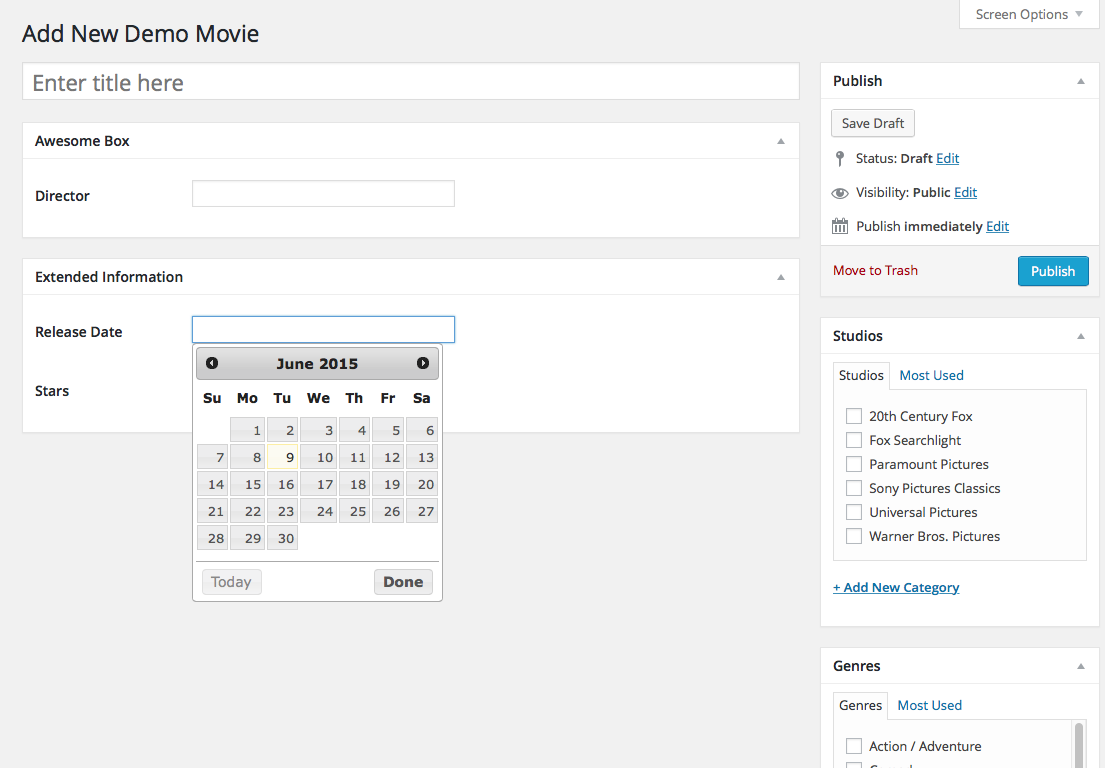 Screen Options
Add New Demo Movie
Enter title here
Awesome Box
Director
Extended Information
Release Date
June 2015
Su Mo Tu We Th Fr Sa
1 2 3 4 5 6
7 8 9 10 11 12 13
14 15 16 17 18 19 20
21 22 23 24 25 26 27
28 29 30
Today Done
Stars
Publish
Save Draft
Status: Draft Edit
Visibility: Public Edit
Publish immediately Edit
Move to Trash Publish
Studios
Studios Most Used
20th Century Fox
Fox Searchlight
Paramount Pictures
Sony Pictures Classics
Universal Pictures
Warner Bros. Pictures
+ Add New Category
Genres
Genres Most Used
Action / Adventure